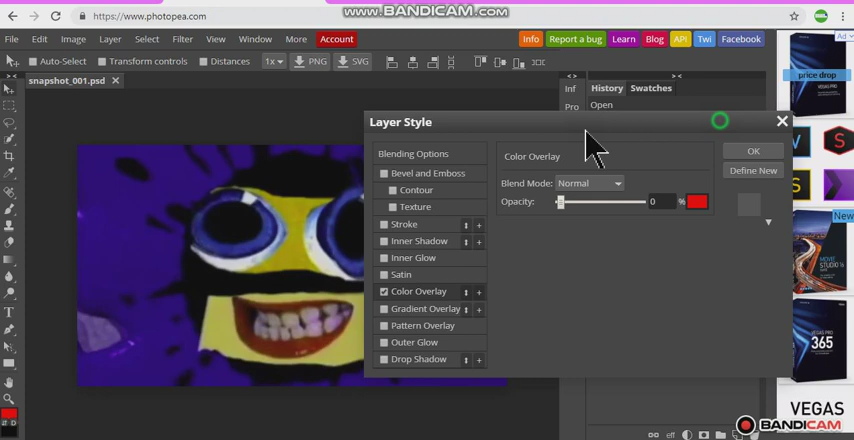 www.BANDICAM.com
https://www.photopea.com
File Edit Image Layer Select Filter View Window More Account Info Report a bug Learn Blog API Twi Facebook
Ad
Auto-Select Transform controls Distances 1x PNG SVG
price drop
snapshot_001.psd
Inf History Swatches
Pro Open
Layer Style
Blending Options
Color Overlay
OK
Bevel and Emboss
Define New
Contour
Blend Mode: Normal
Texture
Opacity: 0 %
Stroke
New
Inner Shadow
Inner Glow
Satin
Color Overlay
Gradient Overlay
Pattern Overlay
Outer Glow
Drop Shadow
MOVIE STUDIO
VEGAS PRO
365
eff
VEGAS
BANDICAM